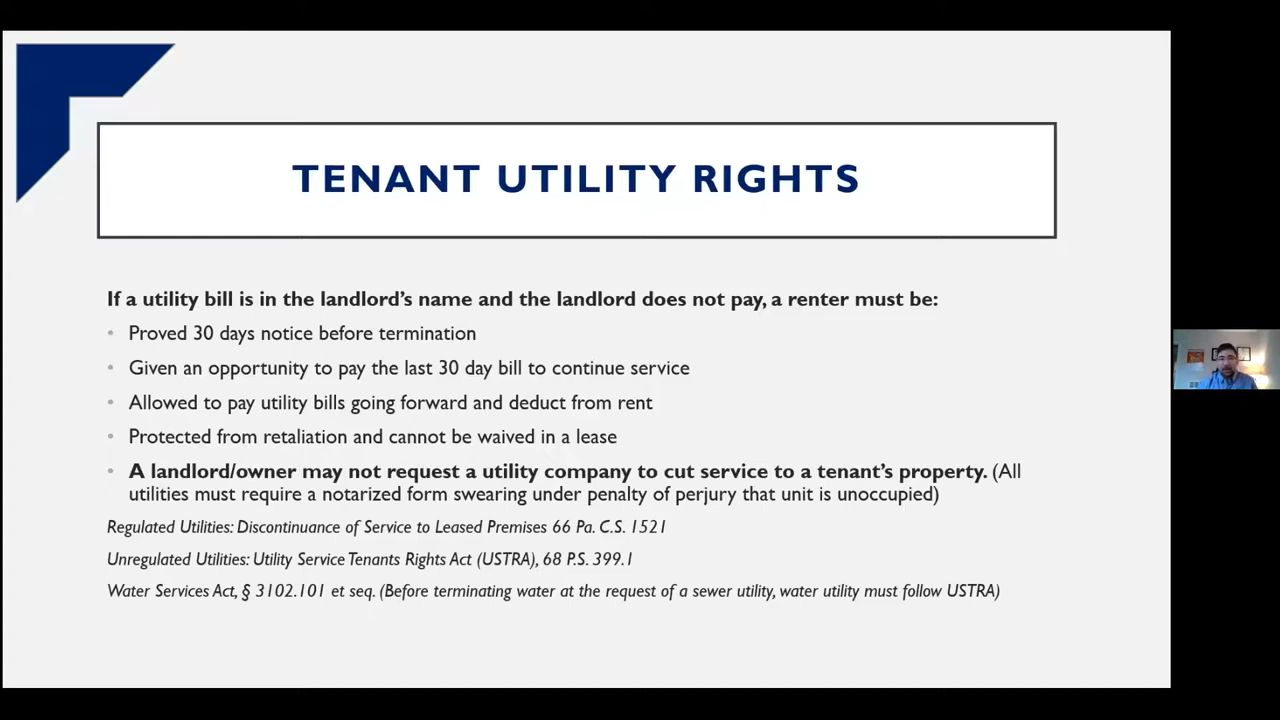 TENANT UTILITY RIGHTS
If a utility bill is in the landlord's name and the landlord does not pay, a renter must be:
• Proved 30 days notice before termination
• Given an opportunity to pay the last 30 day bill to continue service
• Allowed to pay utility bills going forward and deduct from rent
• Protected from retaliation and cannot be waived in a lease
• A landlord/owner may not request a utility company to cut service to a tenant's property. (All
utilities must require a notarized form swearing under penalty of perjury that unit is unoccupied)
Regulated Utilities: Discontinuance of Service to Leased Premises 66 Pa. C.S. 1521
Unregulated Utilities: Utility Service Tenants Rights Act (USTRA), 68 P.S. 399.1
Water Services Act, § 3102.101 et seq. (Before terminating water at the request of a sewer utility, water utility must follow USTRA)